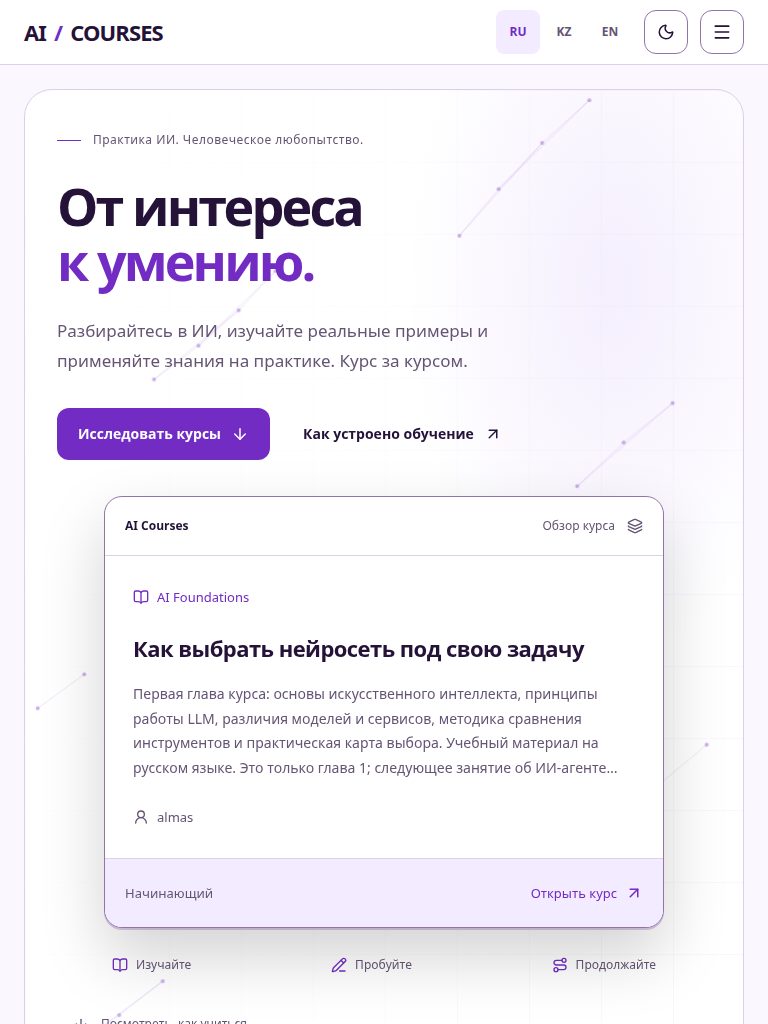 AI / COURSES
RU KZ EN
Практика ИИ. Человеческое любопытство.
От интереса
к умению.
Разбирайтесь в ИИ, изучайте реальные примеры и
применяйте знания на практике. Курс за курсом.
Исследовать курсы
Как устроено обучение
AI Courses
Обзор курса
AI Foundations
Как выбрать нейросеть под свою задачу
Первая глава курса: основы искусственного интеллекта, принципы
работы LLM, различия моделей и сервисов, методика сравнения
инструментов и практическая карта выбора. Учебный материал на
русском языке. Это только глава 1; следующее занятие об ИИ-агенте...
almas
Начинающий
Открыть курс
Изучайте
Пробуйте
Продолжайте
Посмотреть, как учиться